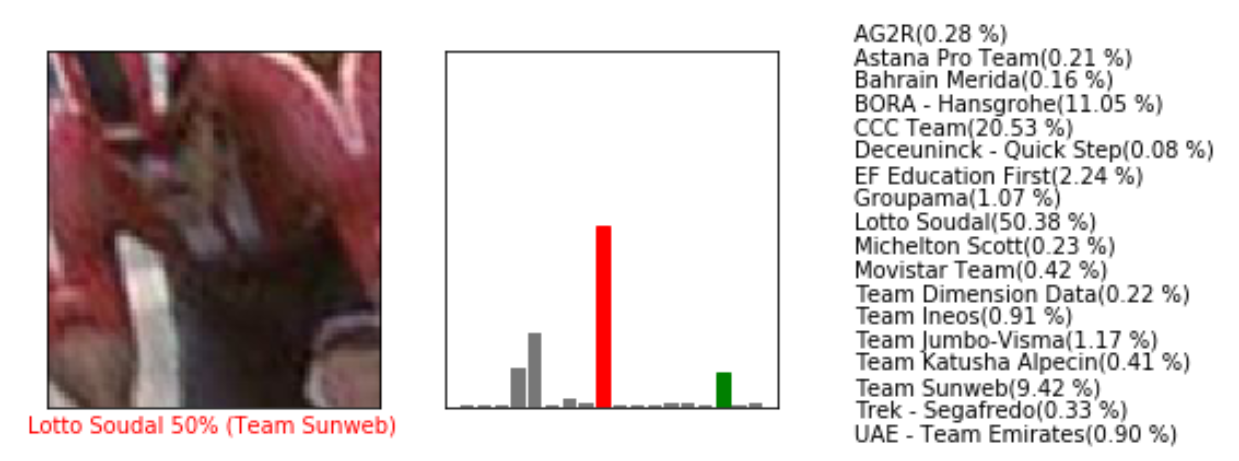 AG2R(0.28 %)
Astana Pro Team(0.21 %)
Bahrain Merida(0.16 %)
BORA - Hansgrohe(11.05 %)
CCC Team(20.53 %)
Deceuninck - Quick Step(0.08 %)
EF Education First(2.24 %)
Groupama(1.07 %)
Lotto Soudal(50.38 %)
Michelton Scott(0.23 %)
Movistar Team(0.42 %)
Team Dimension Data(0.22 %)
Team Ineos(0.91 %)
Team Jumbo-Visma(1.17 %)
Team Katusha Alpecin(0.41 %)
Team Sunweb(9.42 %)
Trek - Segafredo(0.33 %)
UAE - Team Emirates(0.90 %)
Lotto Soudal 50% (Team Sunweb)